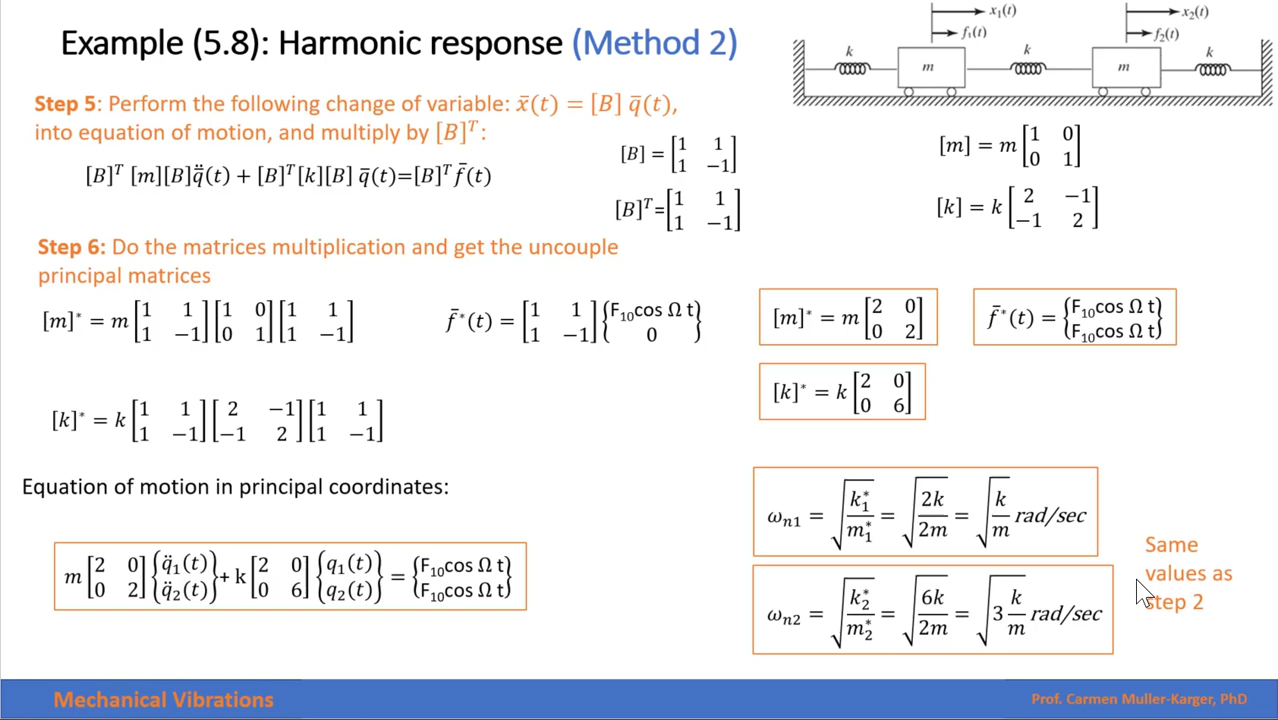 Example (5.8): Harmonic response (Method 2)
x₁(t)
f₁(t)
x₂(t)
f₂(t)
k
m
k
m
k
Step 5: Perform the following change of variable: x̄(t) = [B] q̄(t),
into equation of motion, and multiply by [B]ᵀ:
[B]ᵀ [m][B]q̄̈(t) + [B]ᵀ[k][B] q̄(t)=[B]ᵀf̄(t)
[B] = [1 1; 1 −1]
[B]ᵀ=[1 1; 1 −1]
[m] = m [1 0; 0 1]
[k] = k [2 −1; −1 2]
Step 6: Do the matrices multiplication and get the uncouple
principal matrices
[m]* = m [1 1; 1 −1] [1 0; 0 1] [1 1; 1 −1]
f̄*(t) = [1 1; 1 −1] {F₁₀cos Ω t; 0}
[m]* = m [2 0; 0 2]
f̄*(t) = {F₁₀cos Ω t; F₁₀cos Ω t}
[k]* = k [2 0; 0 6]
[k]* = k [1 1; 1 −1] [2 −1; −1 2] [1 1; 1 −1]
Equation of motion in principal coordinates:
m [2 0; 0 2] {q̈₁(t); q̈₂(t)} + k [2 0; 0 6] {q₁(t); q₂(t)} = {F₁₀cos Ω t; F₁₀cos Ω t}
ωₙ₁ = √(k₁*/m₁*) = √(2k/2m) = √(k/m) rad/sec
ωₙ₂ = √(k₂*/m₂*) = √(6k/2m) = √(3 k/m) rad/sec
Same
values as
step 2
Mechanical Vibrations
Prof. Carmen Muller-Karger, PhD